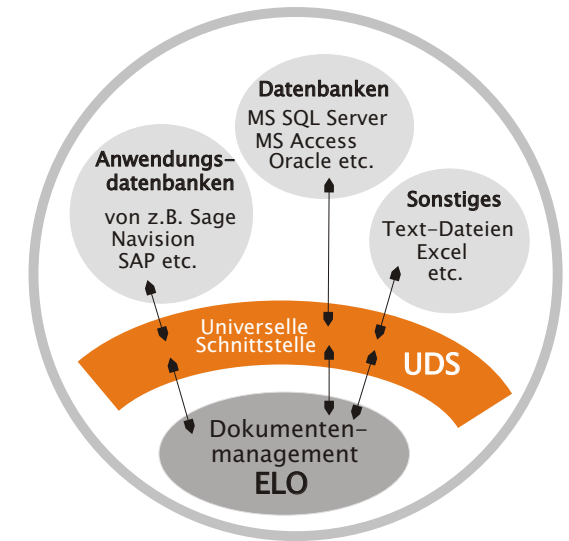 Datenbanken
MS SQL Server
MS Access
Oracle etc.
Anwendungs-
datenbanken
von z.B. Sage
Navision
SAP etc.
Sonstiges
Text-Dateien
Excel
etc.
Universelle
Schnittstelle
UDS
Dokumenten-
management
ELO